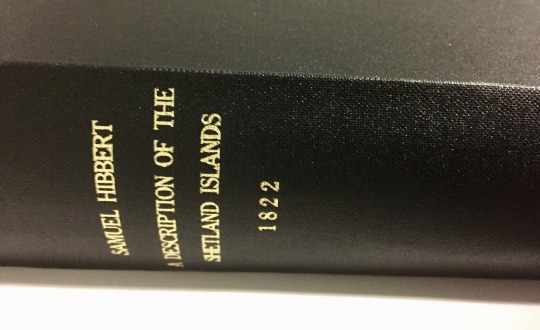 SAMUEL HIBBERT
A DESCRIPTION OF THE
SHETLAND ISLANDS
1822